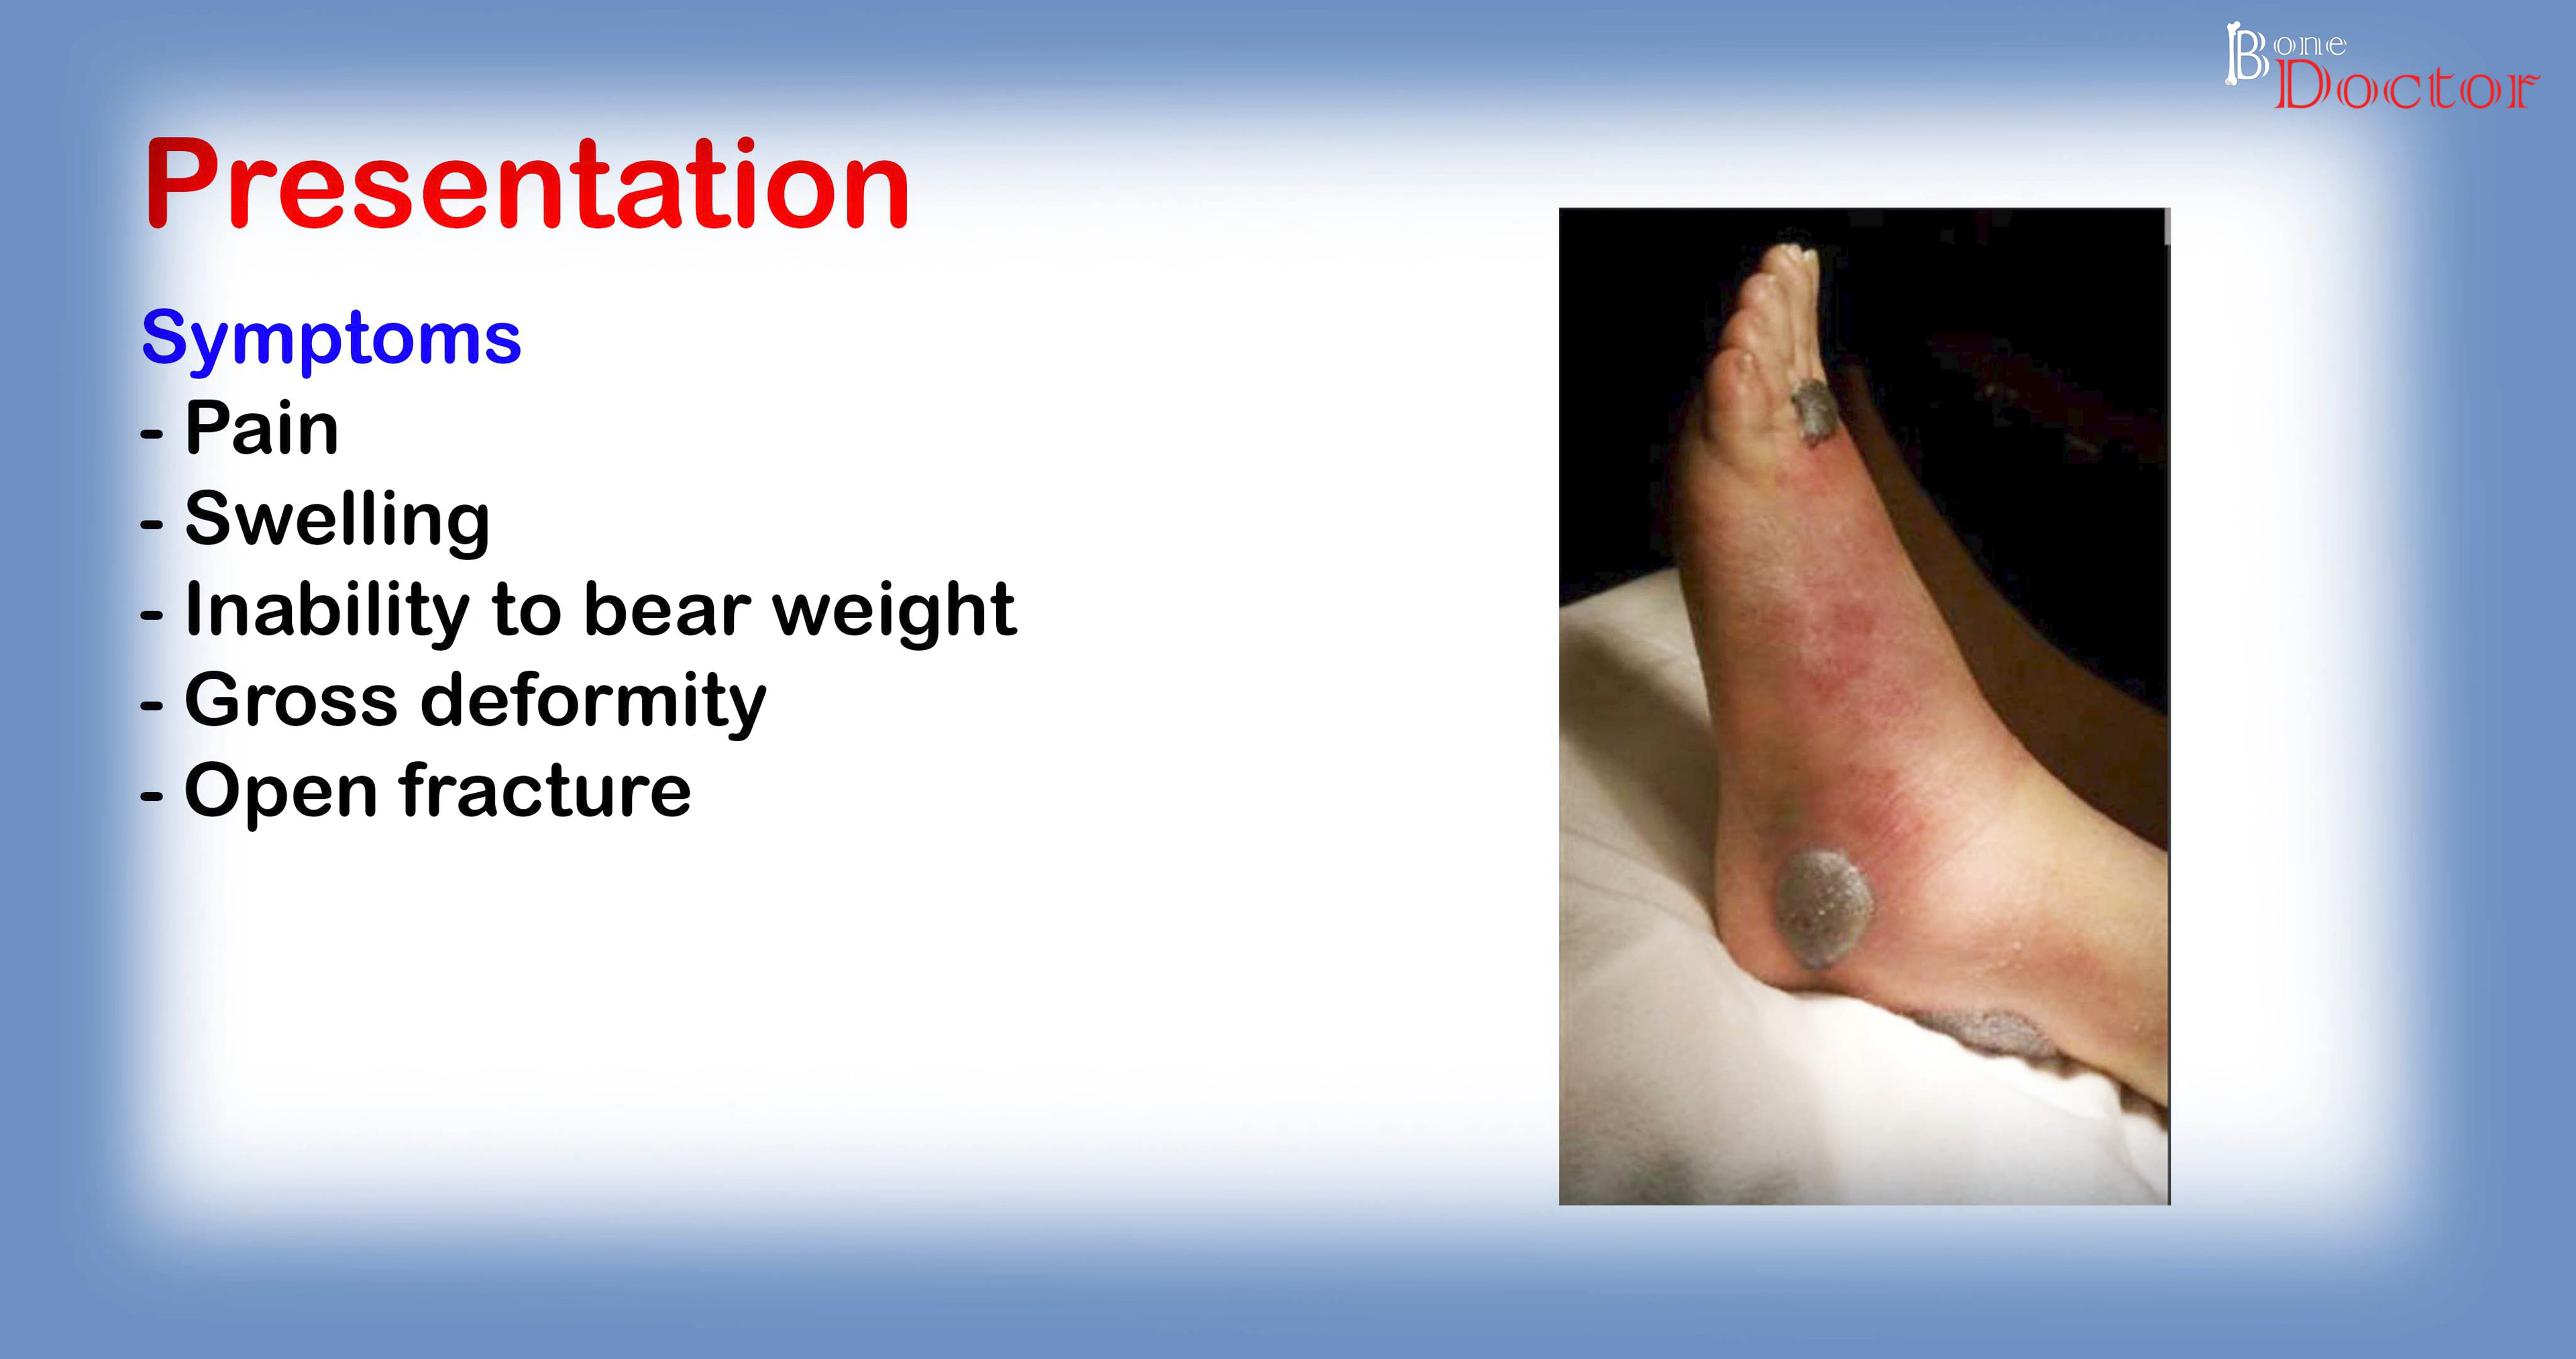 Bone
Doctor
Presentation
Symptoms
- Pain
- Swelling
- Inability to bear weight
- Gross deformity
- Open fracture